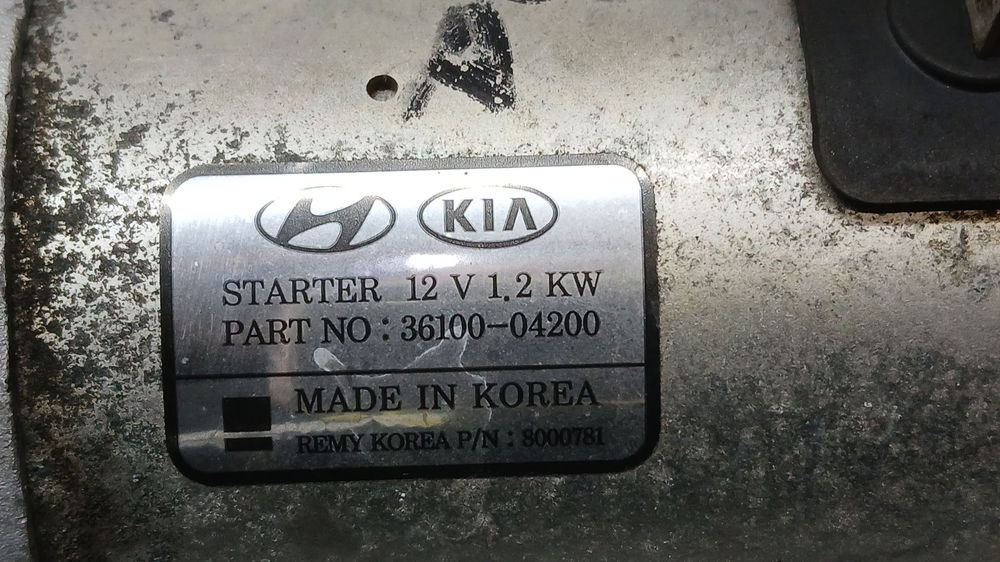 A
KIA
STARTER 12 V 1.2 KW
PART NO : 36100-04200
MADE IN KOREA
REMY KOREA P/N : 8000781